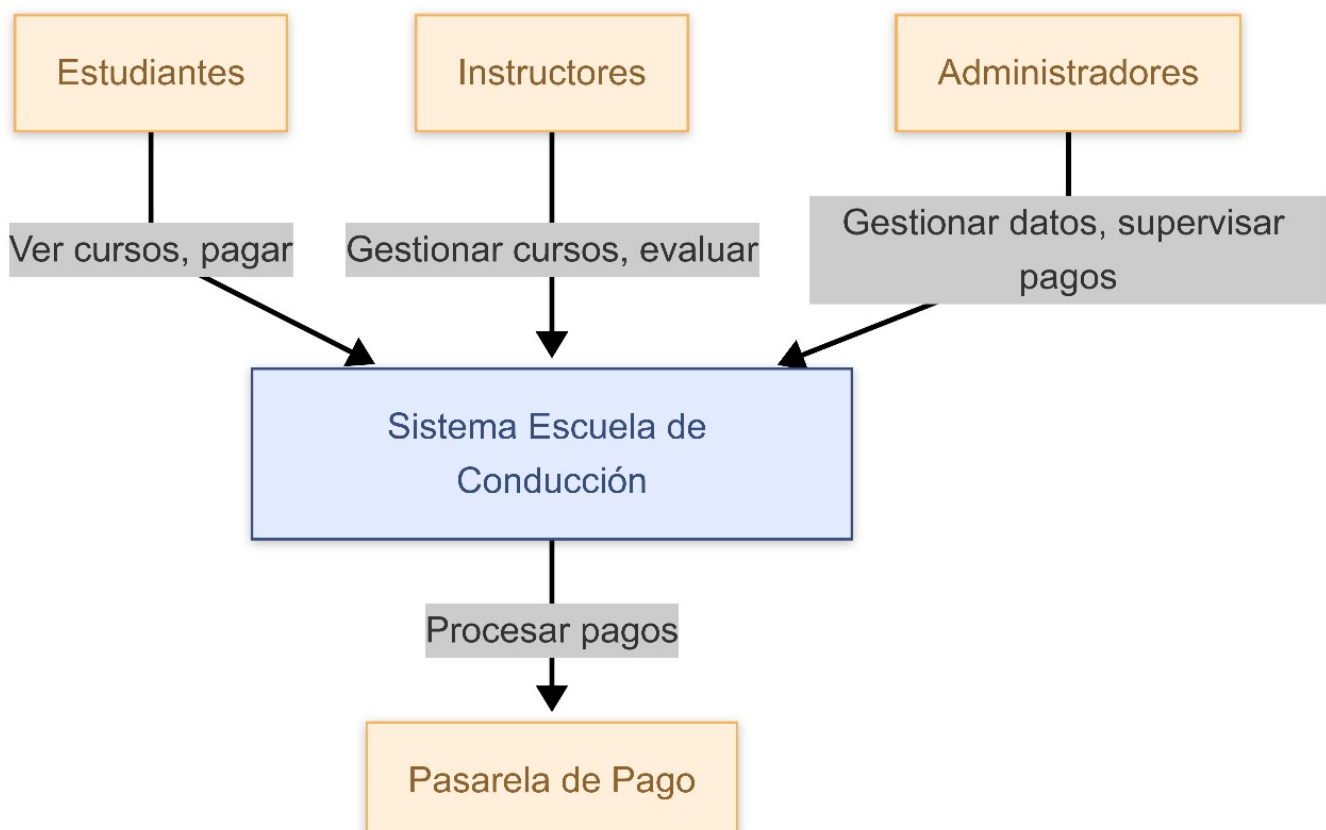 Estudiantes
Instructores
Administradores
Ver cursos, pagar
Gestionar cursos, evaluar
Gestionar datos, supervisar
pagos
Sistema Escuela de
Conducción
Procesar pagos
Pasarela de Pago